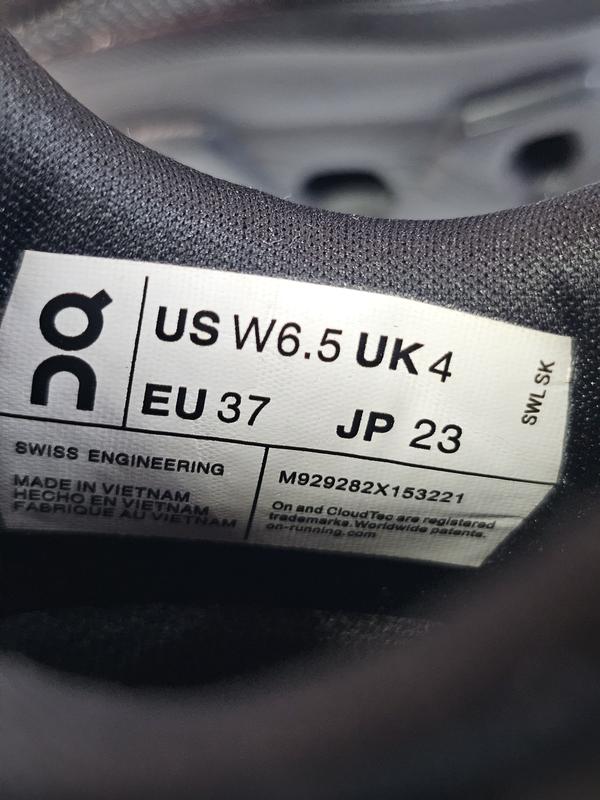 On
US W6.5 UK 4
EU 37 JP 23
SWL SK
SWISS ENGINEERING
MADE IN VIETNAM
HECHO EN VIETNAM
FABRIQUE AU VIETNAM
M929282X153221
On and CloudTec are registered
trademarks. Worldwide patents.
on-running.com